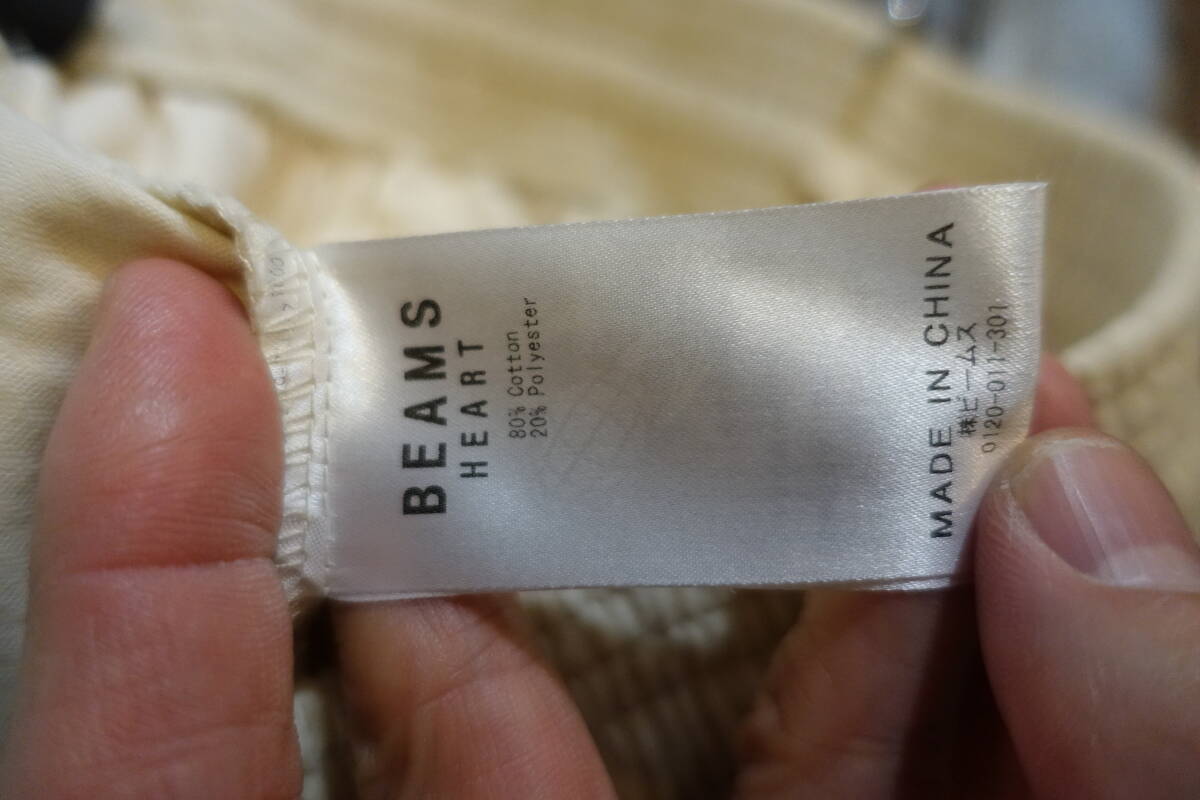 BEAMS
HEART
80% Cotton
20% Polyester
MADE IN CHINA
株ビームス
0120-011-301